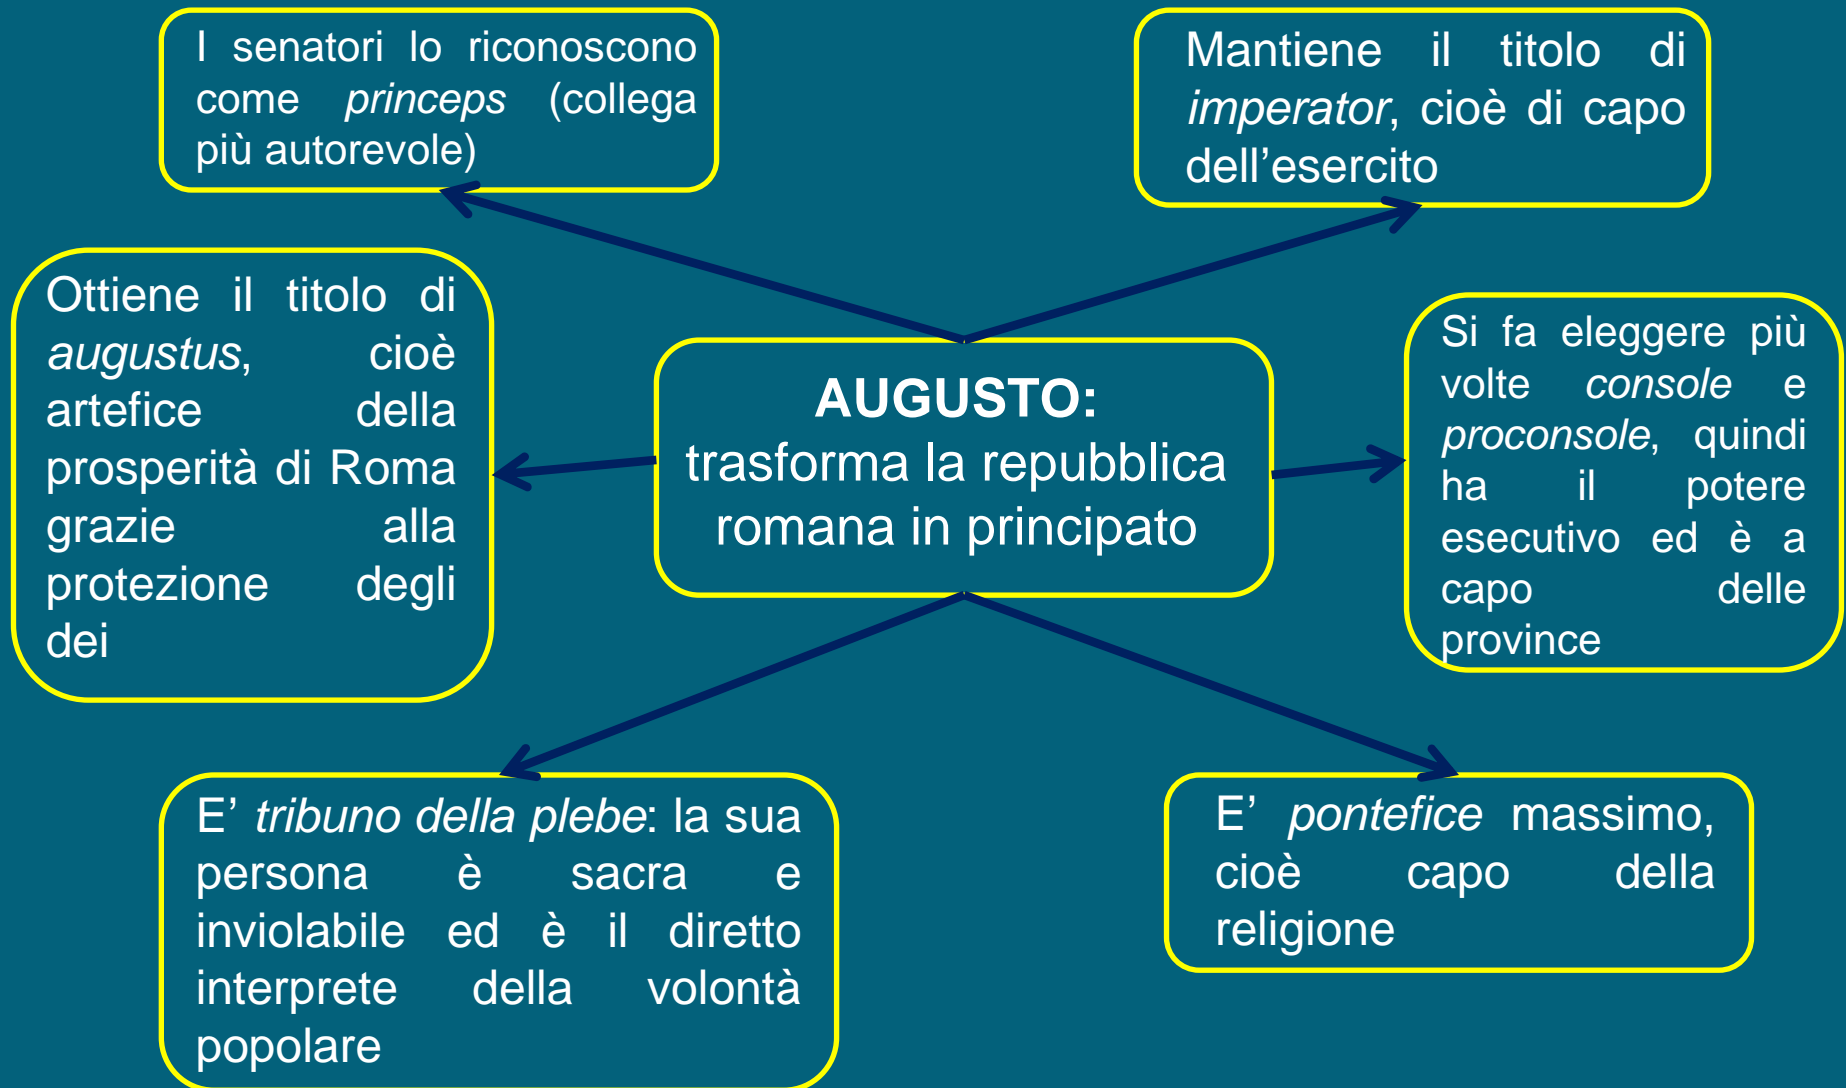 I senatori lo riconoscono
come princeps (collega
più autorevole)
Mantiene il titolo di
imperator, cioè di capo
dell’esercito
Ottiene il titolo di
augustus, cioè
artefice della
prosperità di Roma
grazie alla
protezione degli
dei
AUGUSTO:
trasforma la repubblica
romana in principato
Si fa eleggere più
volte console e
proconsole, quindi
ha il potere
esecutivo ed è a
capo delle
province
E’ tribuno della plebe: la sua
persona è sacra e
inviolabile ed è il diretto
interprete della volontà
popolare
E’ pontefice massimo,
cioè capo della
religione